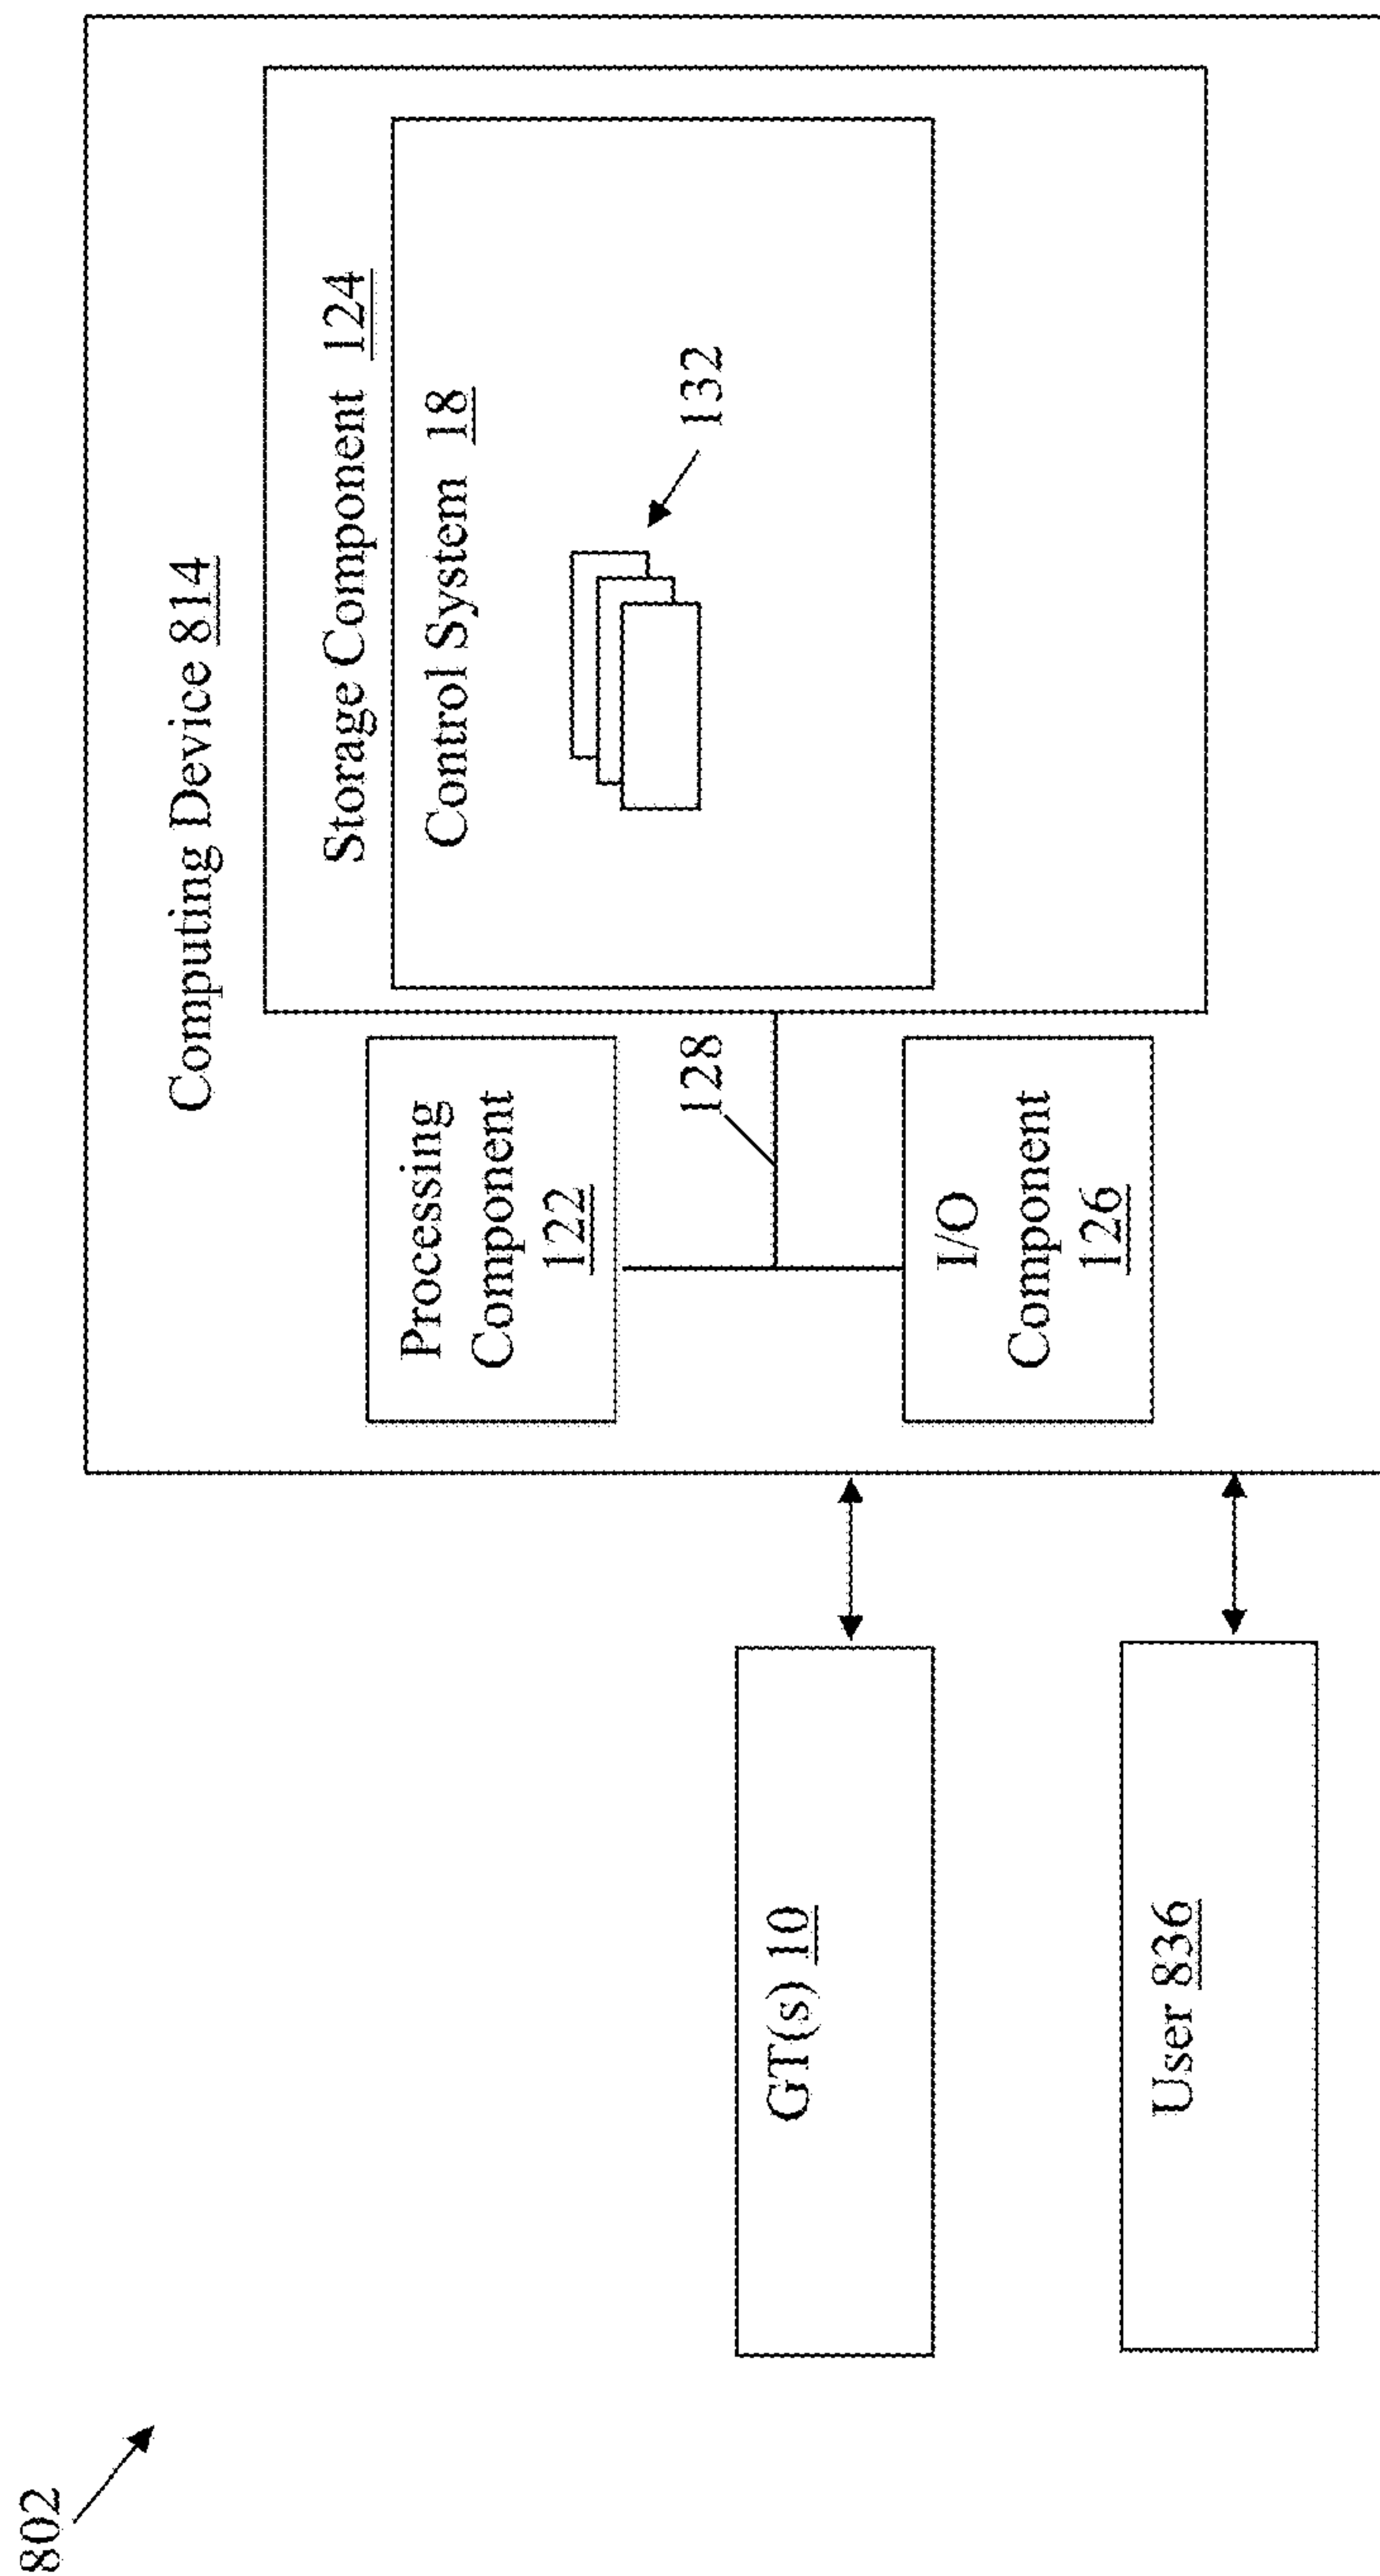 802
Computing Device 814
Storage Component 124
Control System 18
132
Processing
Component
122
128
I/O
Component
126
GT(s) 10
User 836